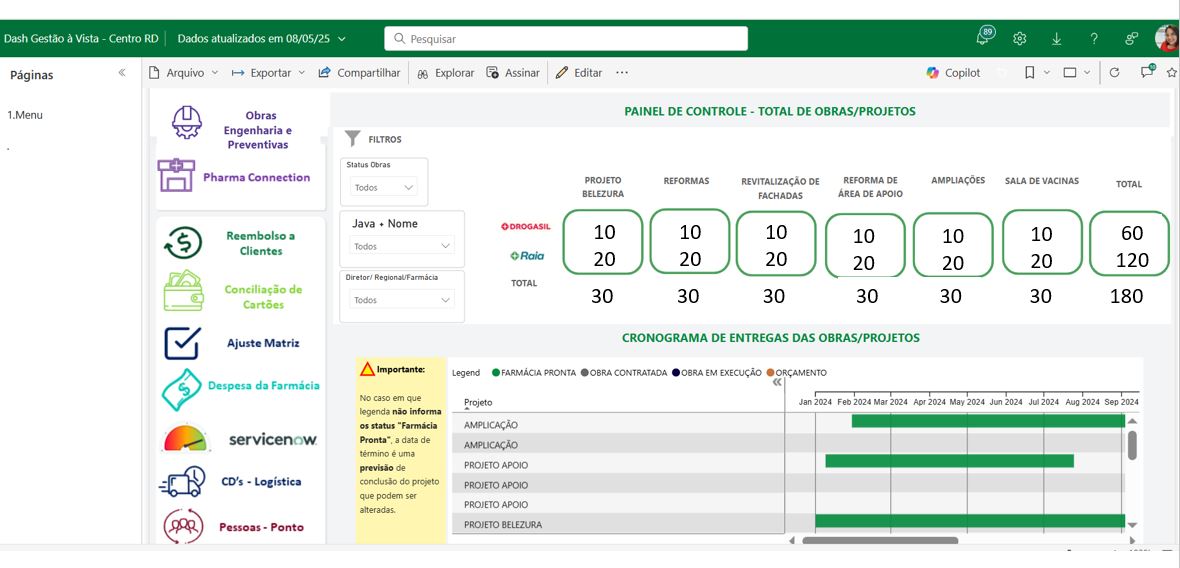 Dash Gestão à Vista - Centro RD
Dados atualizados em 08/05/25
Pesquisar
89
Páginas
Arquivo
Exportar
Compartilhar
Explorar
Assinar
Editar
Copilot
1.Menu
Obras
Engenharia e
Preventivas
Pharma Connection
Reembolso a
Clientes
Conciliação de
Cartões
Ajuste Matriz
Despesa da Farmácia
servicenow
CD's - Logística
Pessoas - Ponto
PAINEL DE CONTROLE - TOTAL DE OBRAS/PROJETOS
FILTROS
Status Obras
Todos
Java + Nome
Todos
Diretor/ Regional/Farmácia
Todos
PROJETO BELEZURA REFORMAS REVITALIZAÇÃO DE FACHADAS REFORMA DE ÁREA DE APOIO AMPLIAÇÕES SALA DE VACINAS TOTAL
DROGASIL 10 10 10 10 10 10 60
Raia 20 20 20 20 20 20 120
TOTAL 30 30 30 30 30 30 180
CRONOGRAMA DE ENTREGAS DAS OBRAS/PROJETOS
Importante:
No caso em que
legenda não informa
os status "Farmácia
Pronta", a data de
término é uma
previsão de
conclusão do projeto
que podem ser
alteradas.
Legend FARMÁCIA PRONTA OBRA CONTRATADA OBRA EM EXECUÇÃO ORÇAMENTO
Projeto
Jan 2024 Feb 2024 Mar 2024 Apr 2024 May 2024 Jun 2024 Jul 2024 Aug 2024 Sep 2024
AMPLICAÇÃO
AMPLICAÇÃO
PROJETO APOIO
PROJETO APOIO
PROJETO APOIO
PROJETO BELEZURA